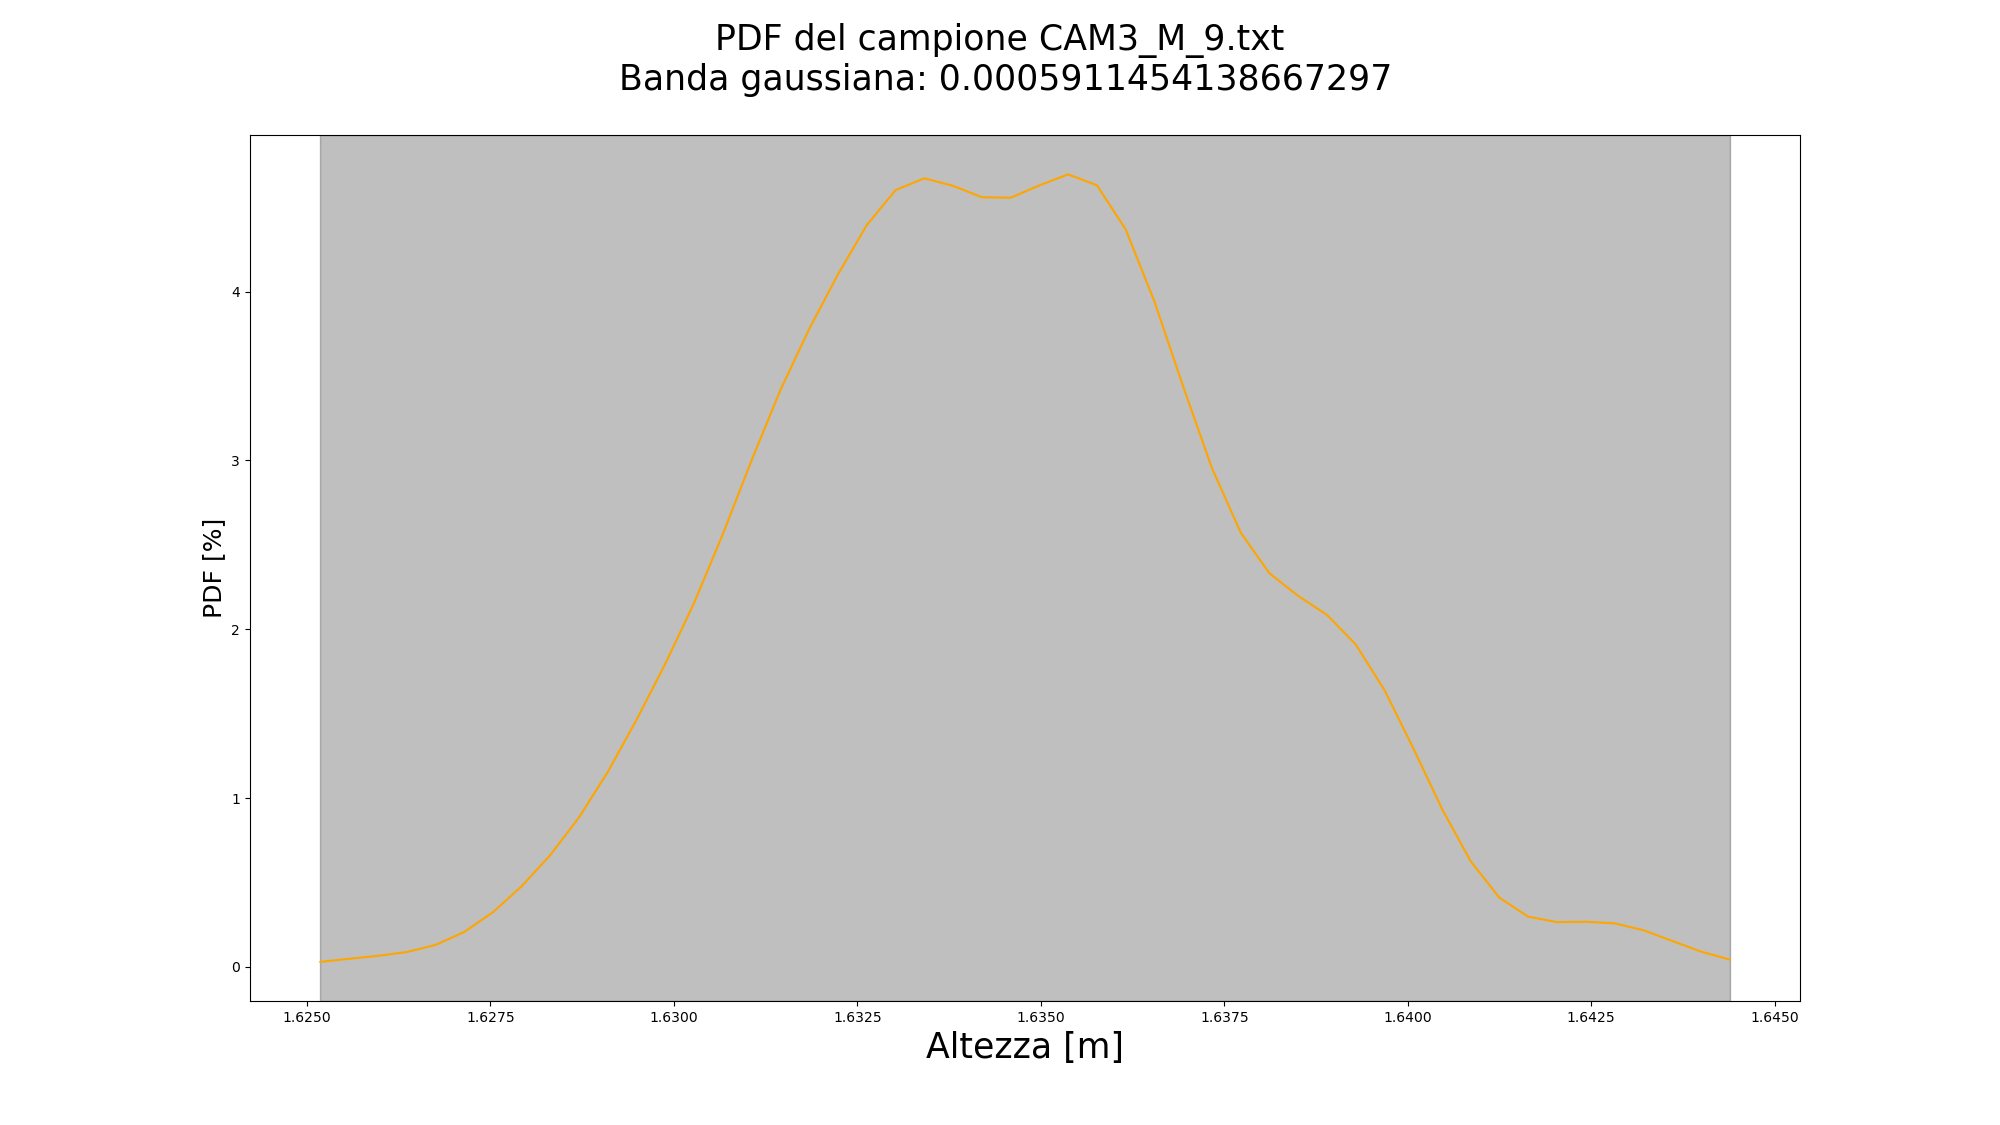 PDF del campione CAM3_M_9.txt
Banda gaussiana: 0.0005911454138667297
4
3
2
1
0
PDF [%]
1.6250 1.6275 1.6300 1.6325 1.6350 1.6375 1.6400 1.6425 1.6450
Altezza [m]